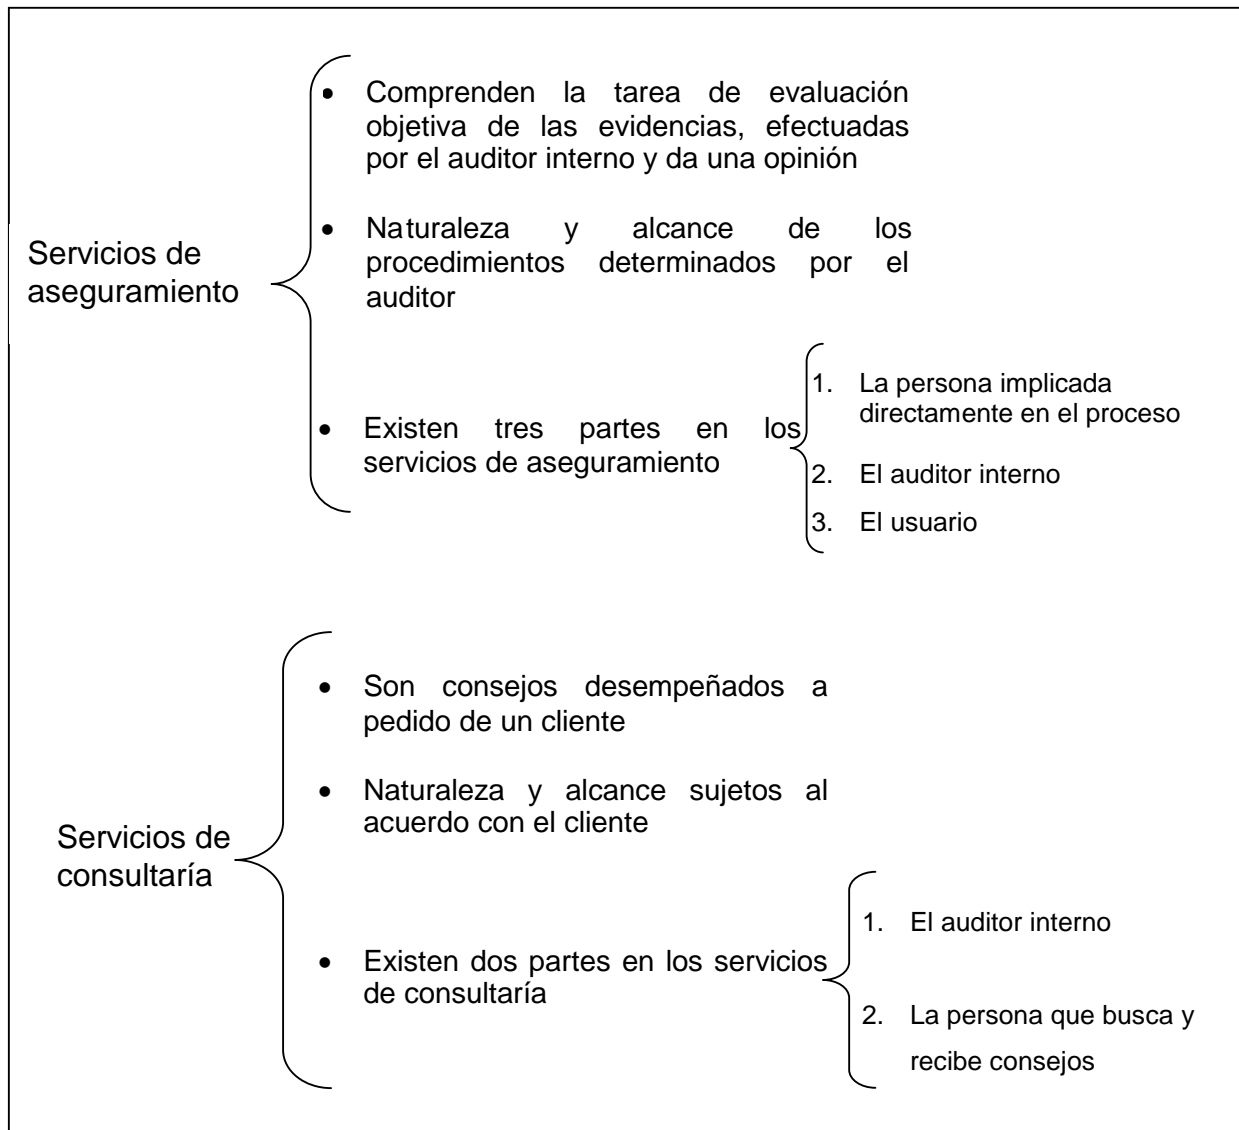 Servicios de
aseguramiento
• Comprenden la tarea de evaluación
objetiva de las evidencias, efectuadas
por el auditor interno y da una opinión
• Naturaleza y alcance de los
procedimientos determinados por el
auditor
• Existen tres partes en los
servicios de aseguramiento
1. La persona implicada
directamente en el proceso
2. El auditor interno
3. El usuario
Servicios de
consultaría
• Son consejos desempeñados a
pedido de un cliente
• Naturaleza y alcance sujetos al
acuerdo con el cliente
• Existen dos partes en los servicios
de consultaría
1. El auditor interno
2. La persona que busca y
recibe consejos